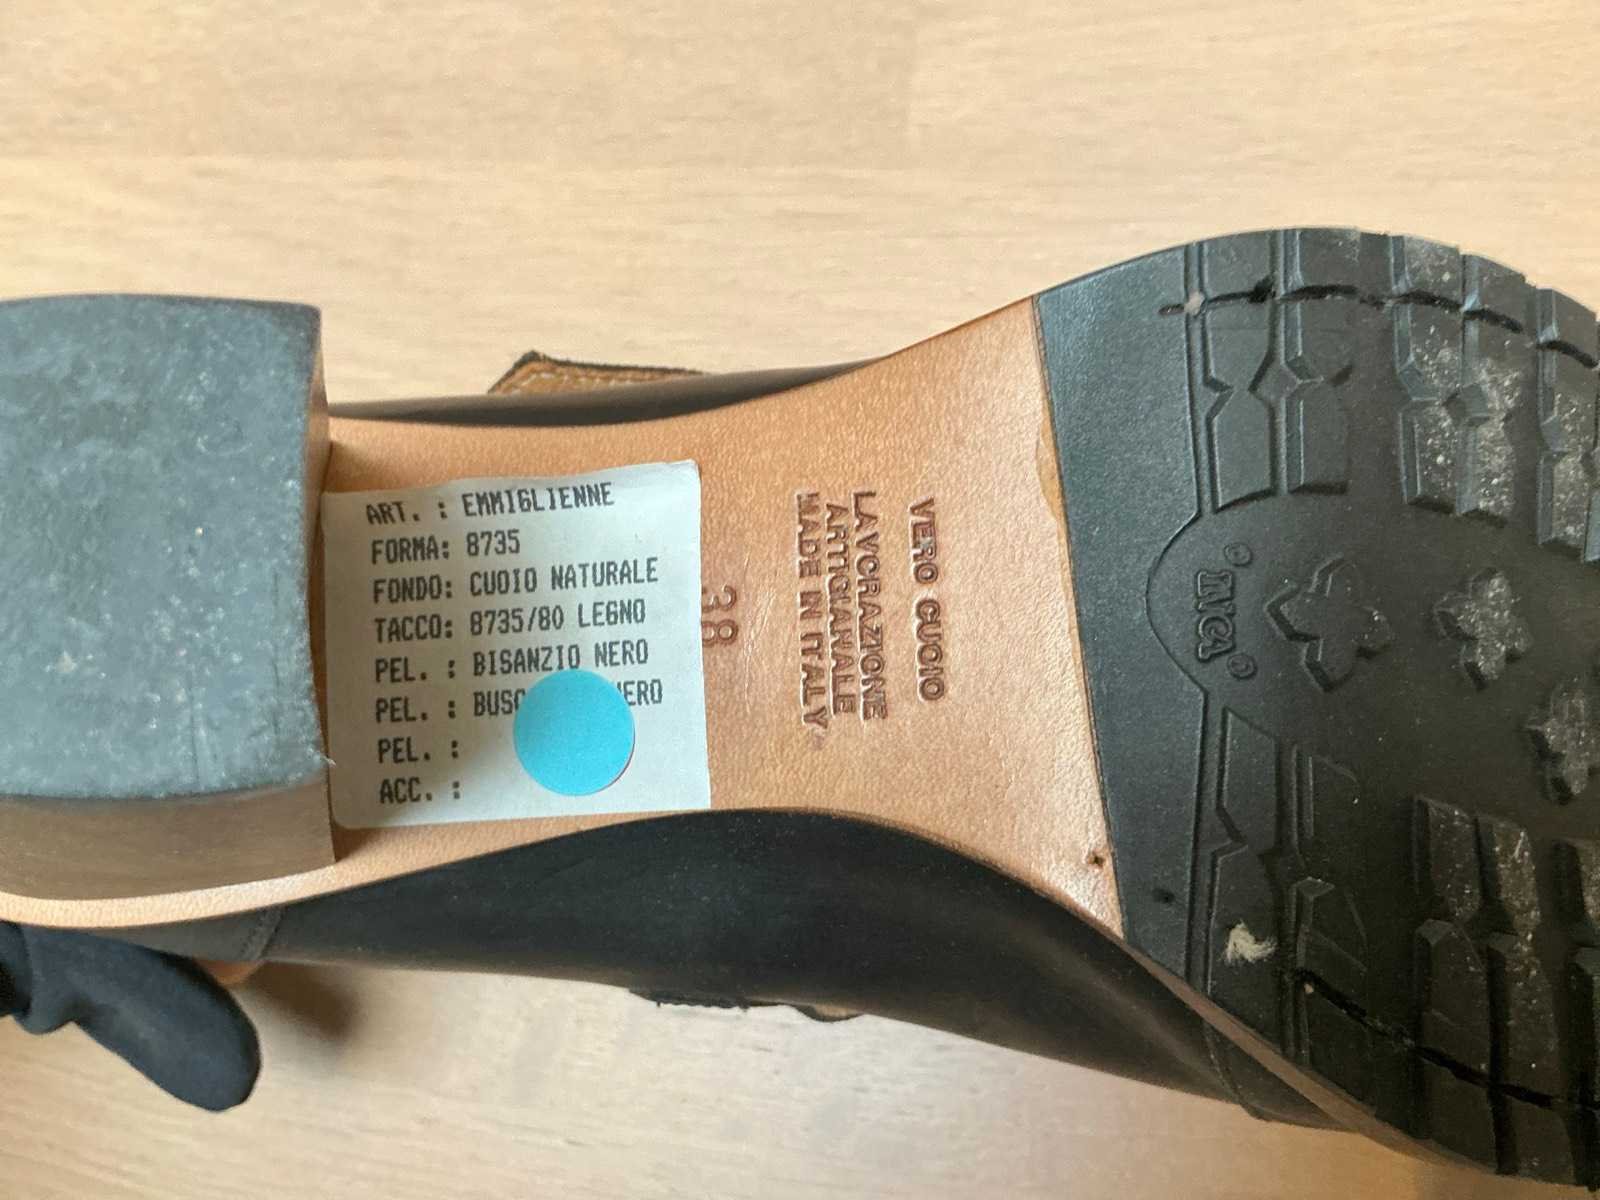 ART. : EMMIGLIENNE
FORMA: 8735
FONDO: CUOIO NATURALE
TACCO: 8735/80 LEGNO
PEL. : BISANZIO NERO
PEL. : NERO
PEL. :
ACC. :
38
VERO CUOIO
LAVORAZIONE
ARTIGIANALE
MADE IN ITALY